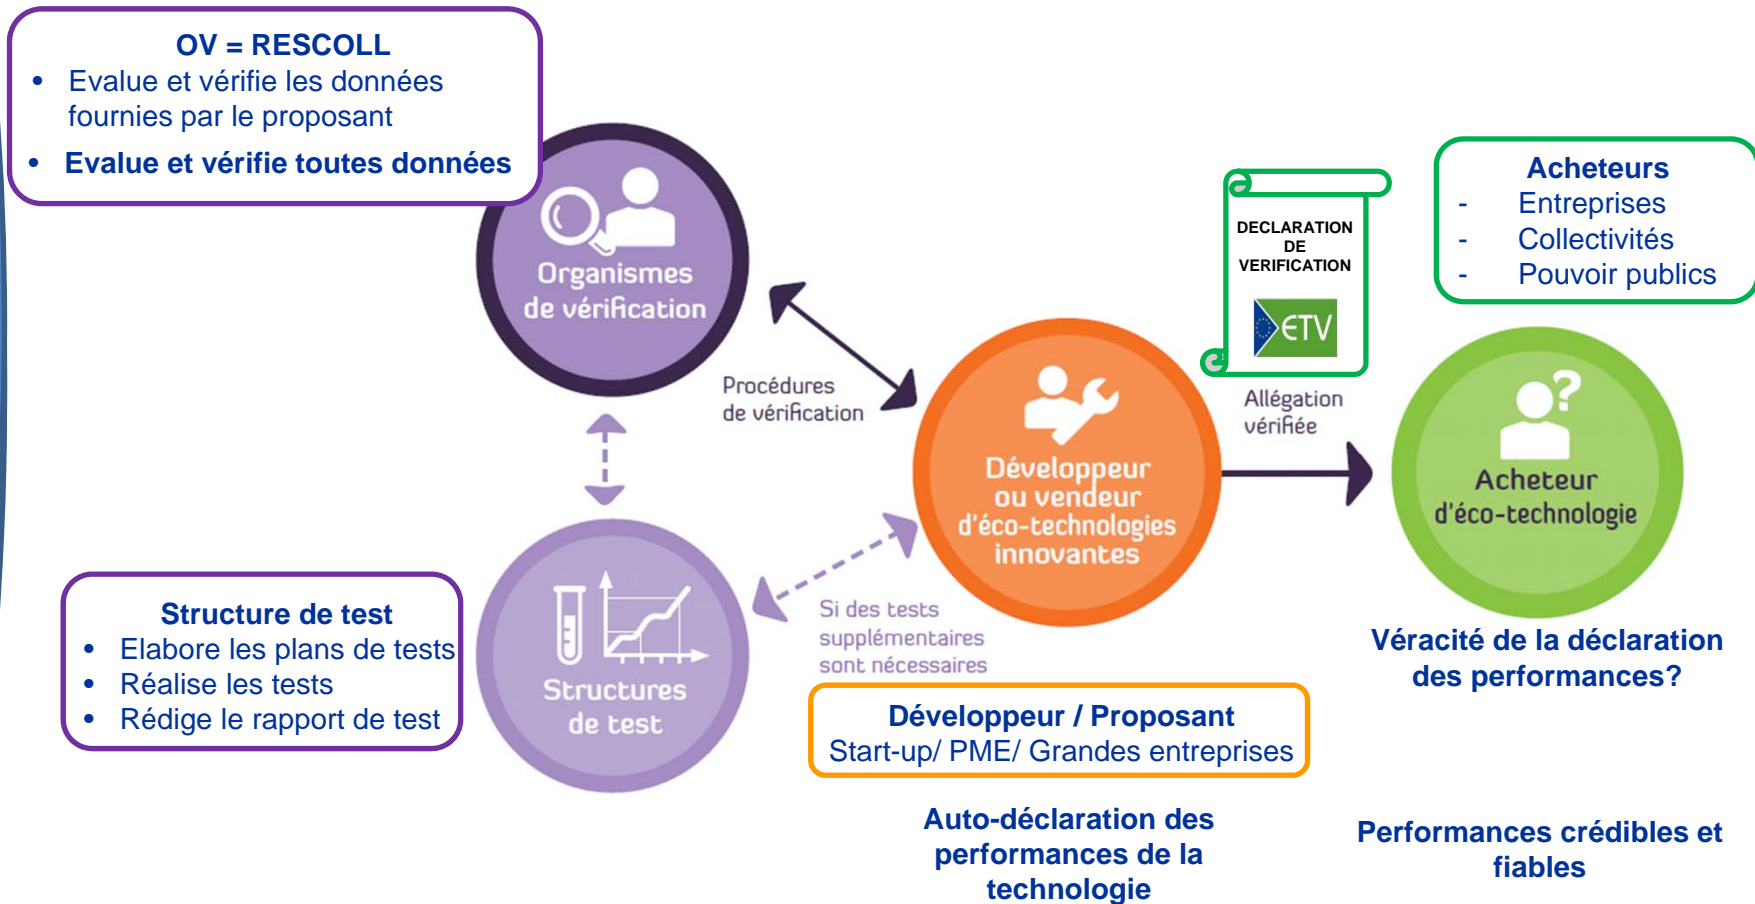 OV = RESCOLL
• Evalue et vérifie les données
fournies par le proposant
• Evalue et vérifie toutes données
Organismes
de vérification
Procédures
de vérification
DECLARATION
DE
VERIFICATION
ETV
Allégation
vérifiée
Acheteurs
- Entreprises
- Collectivités
- Pouvoir publics
Développeur
ou vendeur
d'éco-technologies
innovantes
?
Acheteur
d'éco-technologie
Structure de test
• Elabore les plans de tests
• Réalise les tests
• Rédige le rapport de test
Structures
de test
Si des tests
supplémentaires
sont nécessaires
Véracité de la déclaration
des performances?
Développeur / Proposant
Start-up/ PME/ Grandes entreprises
Auto-déclaration des
performances de la
technologie
Performances crédibles et
fiables